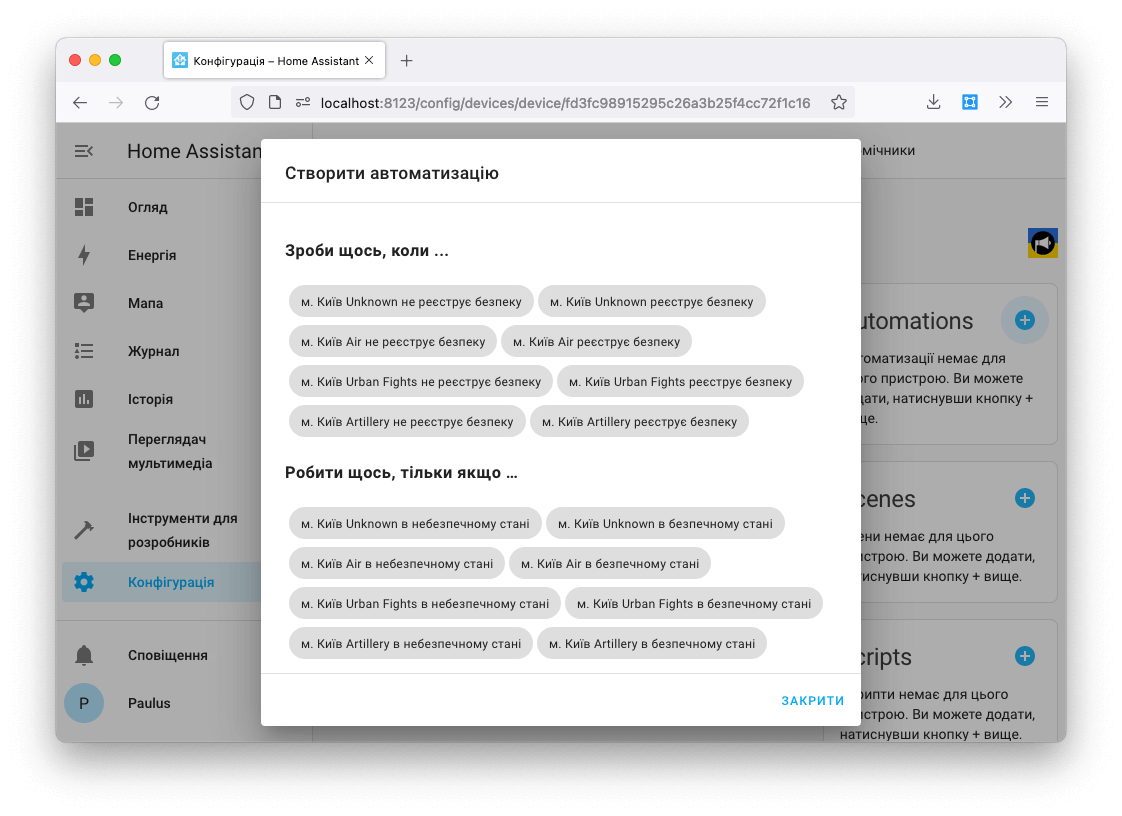 Конфігурація – Home Assistant
localhost:8123/config/devices/device/fd3fc98915295c26a3b25f4cc72f1c16
Home Assistan
омічники
Огляд
Енергія
Мапа
Журнал
Історія
Переглядач
мультимедіа
Інструменти для
розробників
Конфігурація
Сповіщення
P
Paulus
Створити автоматизацію
Зроби щось, коли ...
м. Київ Unknown не реєструє безпеку
м. Київ Unknown реєструє безпеку
м. Київ Air не реєструє безпеку
м. Київ Air реєструє безпеку
м. Київ Urban Fights не реєструє безпеку
м. Київ Urban Fights реєструє безпеку
м. Київ Artillery не реєструє безпеку
м. Київ Artillery реєструє безпеку
Робити щось, тільки якщо ...
м. Київ Unknown в небезпечному стані
м. Київ Unknown в безпечному стані
м. Київ Air в небезпечному стані
м. Київ Air в безпечному стані
м. Київ Urban Fights в небезпечному стані
м. Київ Urban Fights в безпечному стані
м. Київ Artillery в небезпечному стані
м. Київ Artillery в безпечному стані
ЗАКРИТИ
utomations
томатизації немає для
ого пристрою. Ви можете
дати, натиснувши кнопку +
ще.
cenes
ени немає для цього
истрою. Ви можете додати,
тиснувши кнопку + вище.
cripts
рипти немає для цього
истрою. Ви можете додати,
натиснувши кнопку + вище.